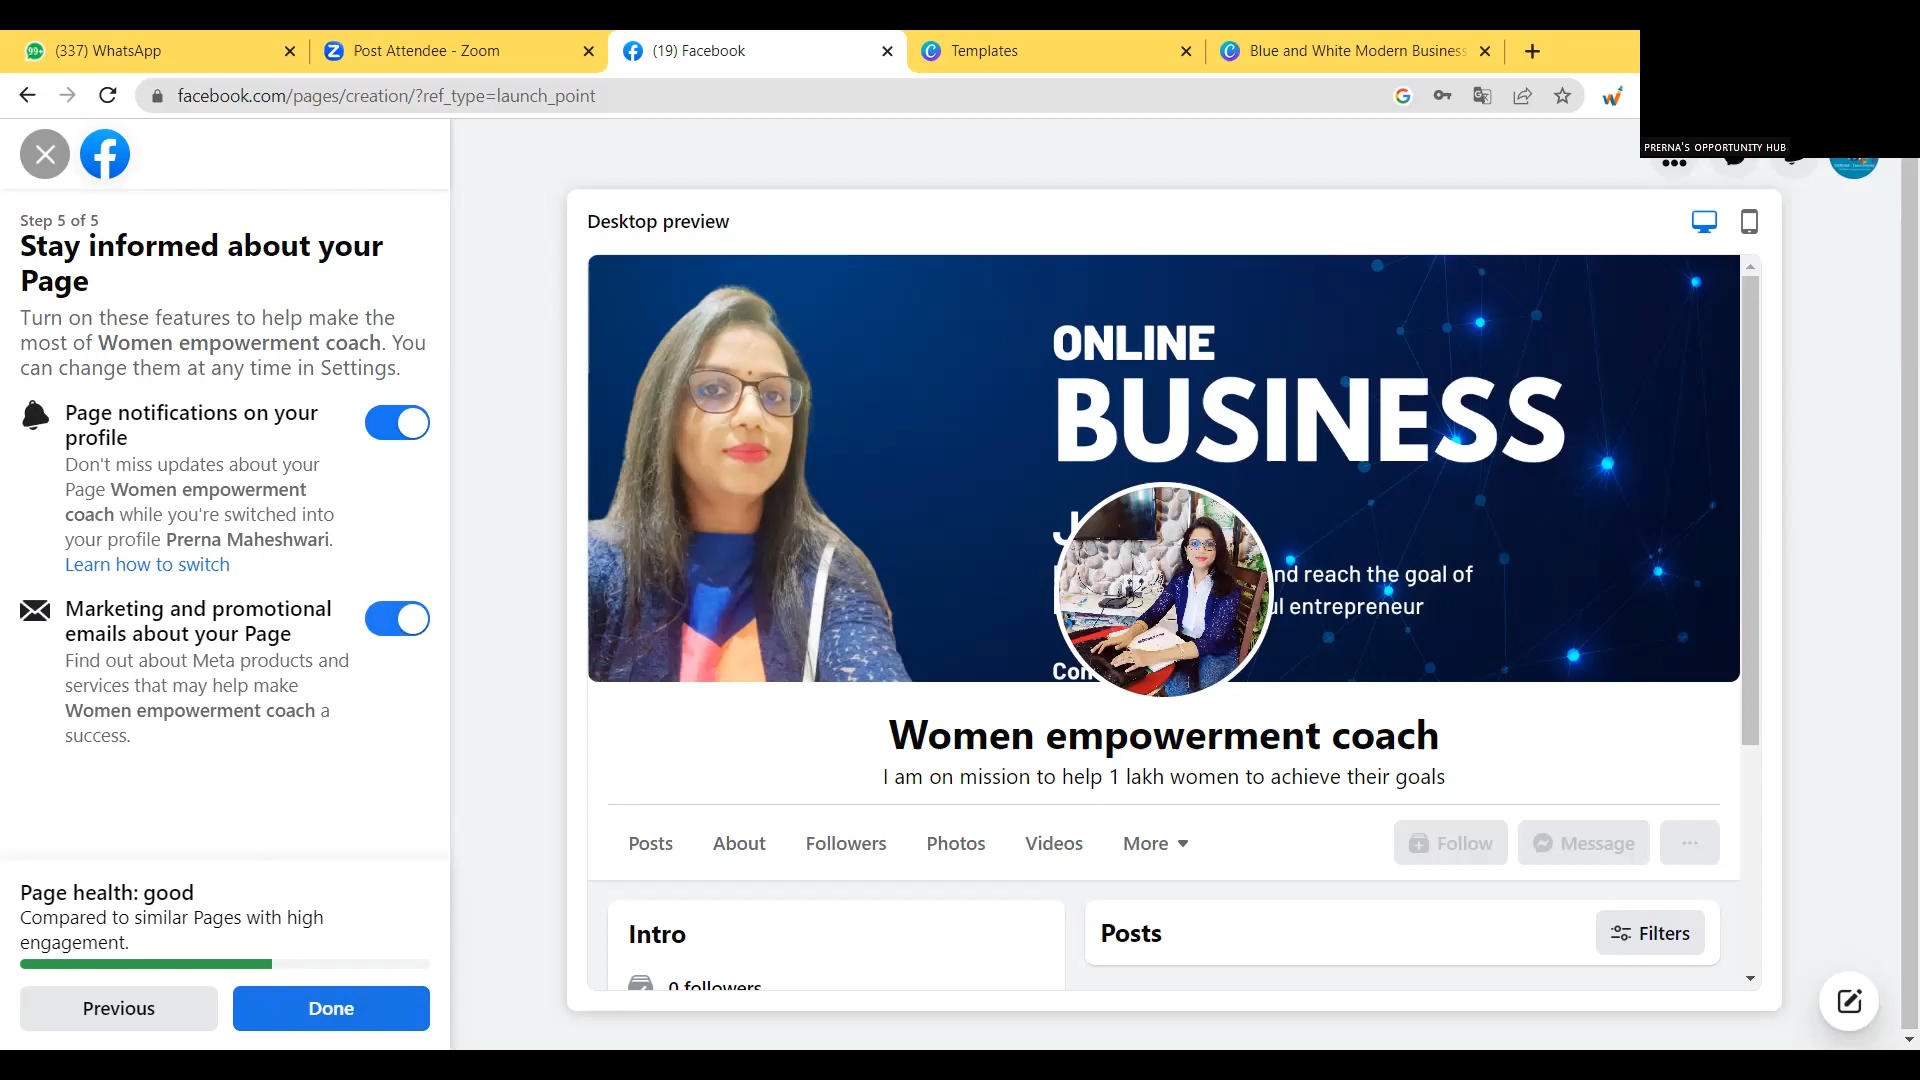 99+
(337) WhatsApp
Post Attendee - Zoom
(19) Facebook
Templates
Blue and White Modern Business
facebook.com/pages/creation/?ref_type=launch_point
PRERNA'S OPPORTUNITY HUB
Step 5 of 5
Stay informed about your
Page
Turn on these features to help make the
most of Women empowerment coach. You
can change them at any time in Settings.
Page notifications on your
profile
Don't miss updates about your
Page Women empowerment
coach while you're switched into
your profile Prerna Maheshwari.
Learn how to switch
Marketing and promotional
emails about your Page
Find out about Meta products and
services that may help make
Women empowerment coach a
success.
Page health: good
Compared to similar Pages with high
engagement.
Previous
Done
Desktop preview
ONLINE
BUSINESS
reach the goal of
entrepreneur
Women empowerment coach
I am on mission to help 1 lakh women to achieve their goals
Posts
About
Followers
Photos
Videos
More
Follow
Message
Intro
0 followers
Posts
Filters